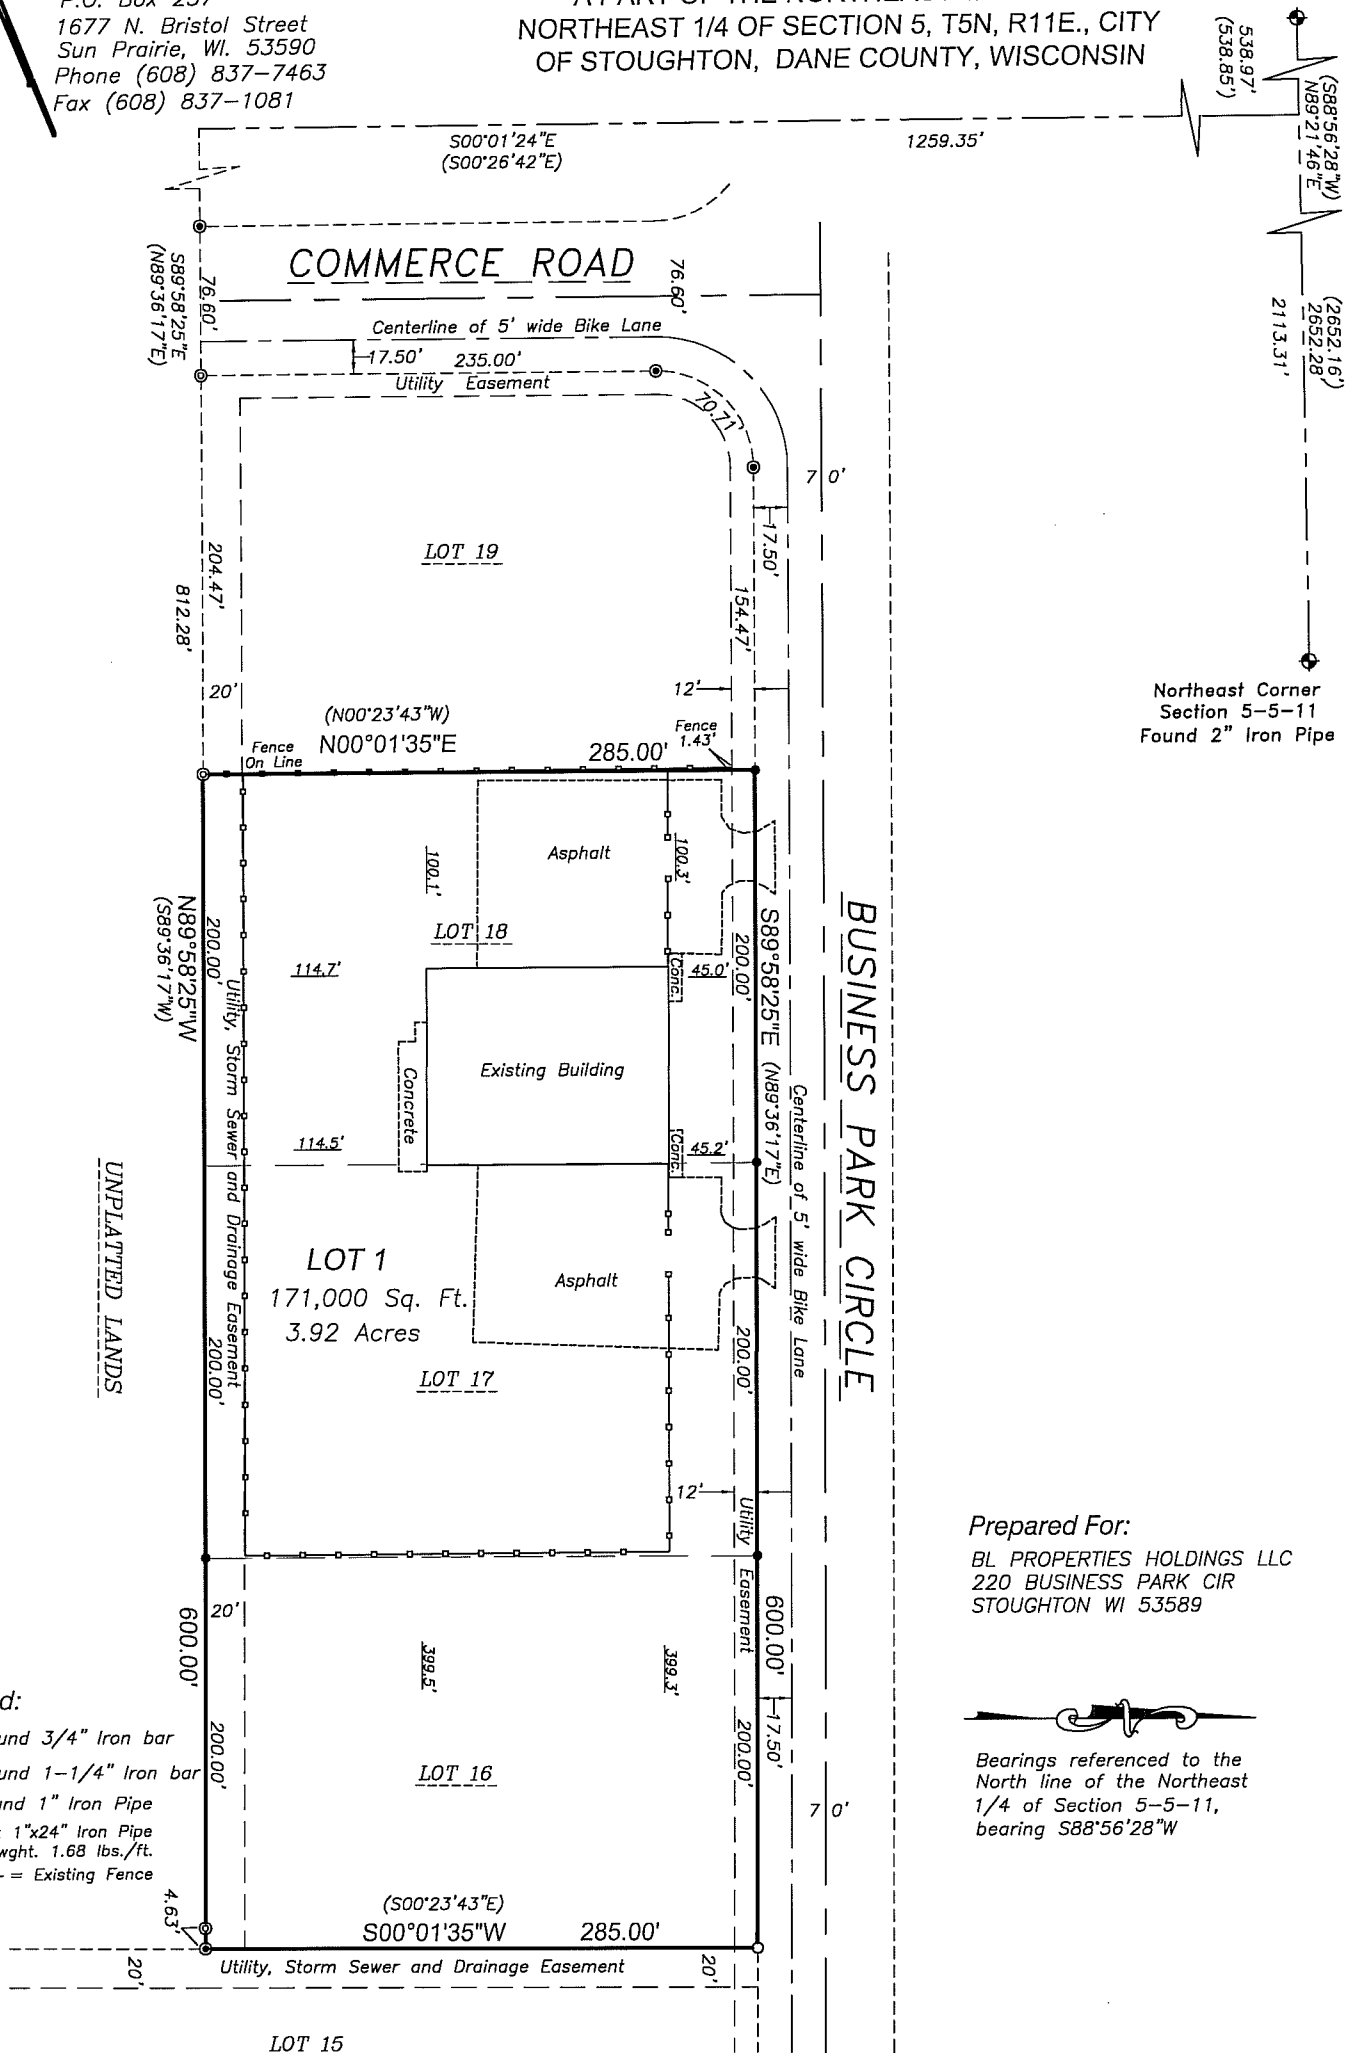 P.O. Box 257
1677 N. Bristol Street
Sun Prairie, WI. 53590
Phone (608) 837-7463
Fax (608) 837-1081
A PART OF THE NORTHEAST
NORTHEAST 1/4 OF SECTION 5, T5N, R11E., CITY
OF STOUGHTON, DANE COUNTY, WISCONSIN
538.97'
(538.85')
(S88°56'28"W)
N89°21'46"E
(2652.16')
2652.28'
2113.31'
S00°01'24"E
(S00°26'42"E)
1259.35'
COMMERCE ROAD
76.60'
76.60'
S89°58'25"E
(N89°36'17"E)
Centerline of 5' wide Bike Lane
17.50'
235.00'
Utility Easement
70.71'
70'
17.50'
LOT 19
204.47'
812.28'
154.47'
20'
12'
Northeast Corner
Section 5-5-11
Found 2" Iron Pipe
(N00°23'43"W)
N00°01'35"E
285.00'
Fence
On Line
Fence
1.43'
100.1'
Asphalt
100.3'
LOT 18
N89°58'25"W
(S89°36'17"W)
200.00'
114.7'
Conc.
45.0'
200.00'
S89°58'25"E (N89°36'17"E)
BUSINESS PARK CIRCLE
Utility, Storm Sewer and Drainage Easement
Existing Building
Concrete
Centerline of 5' wide Bike Lane
114.5'
Conc.
45.2'
UNPLATTED LANDS
LOT 1
171,000 Sq. Ft.
3.92 Acres
Asphalt
200.00'
200.00'
LOT 17
12'
Utility Easement
Prepared For:
BL PROPERTIES HOLDINGS LLC
220 BUSINESS PARK CIR
STOUGHTON WI 53589
600.00'
20'
399.5'
399.3'
600.00'
17.50'
200.00'
200.00'
LOT 16
70'
Bearings referenced to the
North line of the Northeast
1/4 of Section 5-5-11,
bearing S88°56'28"W
d:
und 3/4" Iron bar
und 1-1/4" Iron bar
und 1" Iron Pipe
1"x24" Iron Pipe
wght. 1.68 lbs./ft.
- = Existing Fence
4.63'
(S00°23'43"E)
S00°01'35"W
285.00'
20'
Utility, Storm Sewer and Drainage Easement
20'
LOT 15